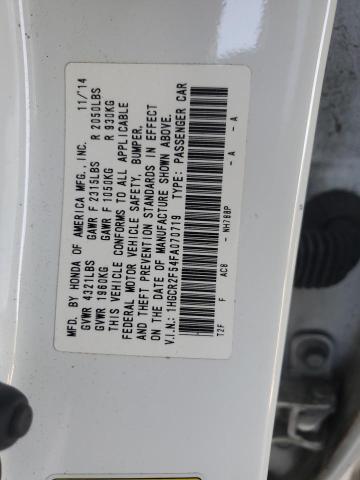 MFD. BY HONDA OF AMERICA MFG., INC. 11/14
GVWR 4321LBS GAWR F 2315LBS R 2050LBS
GVWR 1960KG GAWR F 1050KG R 930KG
THIS VEHICLE CONFORMS TO ALL APPLICABLE
FEDERAL MOTOR VEHICLE SAFETY, BUMPER,
AND THEFT PREVENTION STANDARDS IN EFFECT
ON THE DATE OF MANUFACTURE SHOWN ABOVE.
V.I.N.: 1HGCR2F54FA070719 TYPE: PASSENGER CAR
F AC8 - NH788P - A - A
T2F